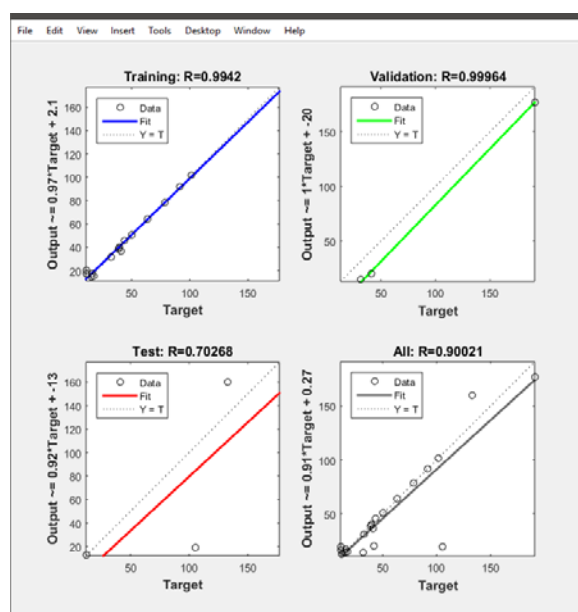 File Edit View Insert Tools Desktop Window Help
Training: R=0.9942
Output ~= 0.97*Target + 2.1
160
140
120
100
80
60
40
20
Data
Fit
Y = T
50
100
150
Target
Validation: R=0.99964
Output ~= 1*Target + -20
150
100
50
Data
Fit
Y = T
50
100
150
Target
Test: R=0.70268
Output ~= 0.92*Target + -13
160
140
120
100
80
60
40
20
Data
Fit
Y = T
50
100
150
Target
All: R=0.90021
Output ~= 0.91*Target + 0.27
150
100
50
Data
Fit
Y = T
50
100
150
Target